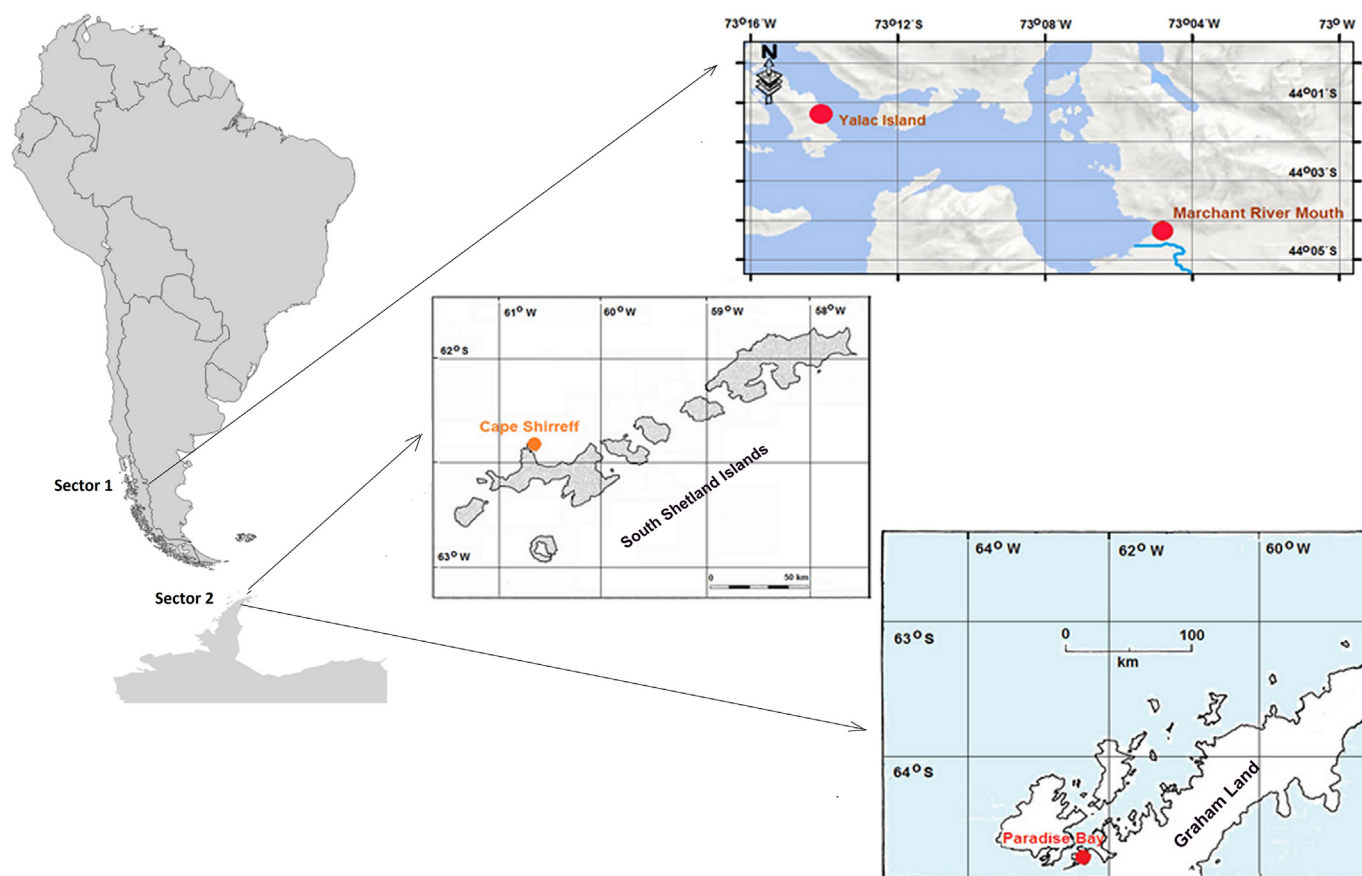 73°16´S 73°12´S 73°08´S 73°04´S 73°W
N
44°01´S
Yalac Island
44°03´S
Marchant River Mouth
44°05´S
Sector 1
61° W 60° W 59° W 58° W
62° S
Cape Shirreff
South Shetland Islands
63° W
0 50 km
Sector 2
64° W 62° W 60° W
63° S
0 100
km
64° S
Graham Land
Paradise Bay